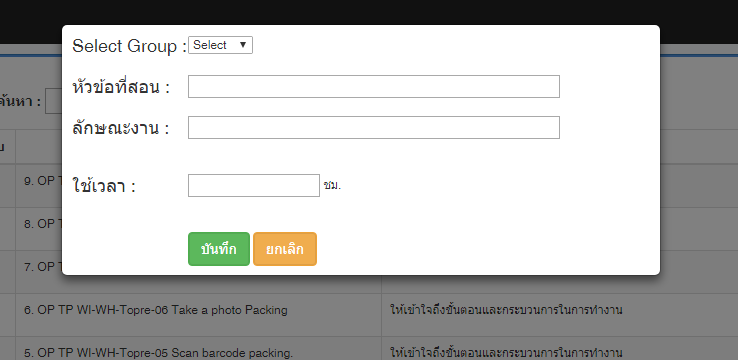 Select Group : Select
หัวข้อที่สอน :
ลักษณะงาน :
ใช้เวลา : ชม.
บันทึก ยกเลิก
ค้นหา :
9. OP T
8. OP T
7. OP T
6. OP TP WI-WH-Topre-06 Take a photo Packing ให้เข้าใจถึงขั้นตอนและกระบวนการในการทำงาน
5. OP TP WI-WH-Topre-05 Scan barcode packing. ให้เข้าใจถึงขั้นตอนและกระบวนการในการทำงาน